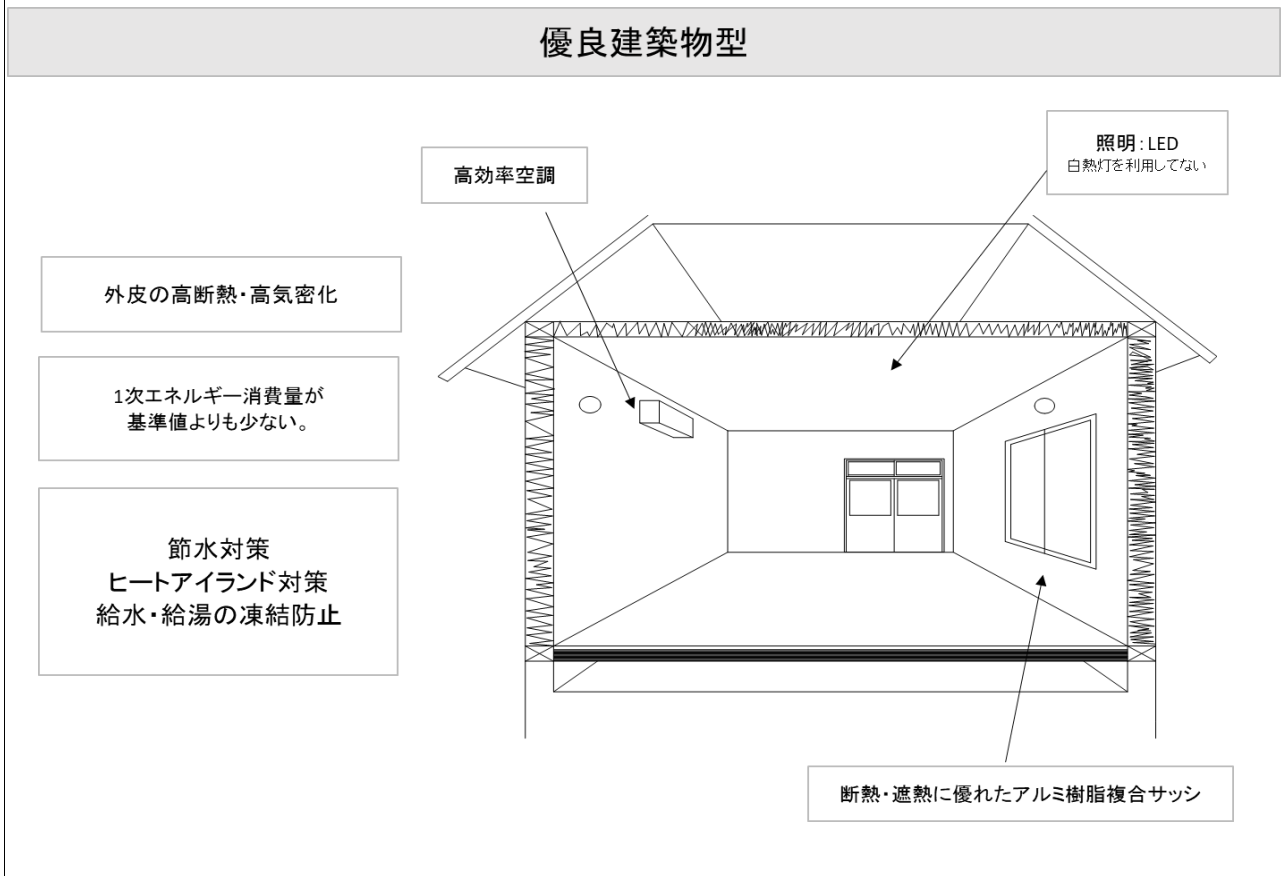 優良建築物型
照明：LED
白熱灯を利用してない
高効率空調
外皮の高断熱・高気密化
1次エネルギー消費量が
基準値よりも少ない。
節水対策
ヒートアイランド対策
給水・給湯の凍結防止
断熱・遮熱に優れたアルミ樹脂複合サッシ